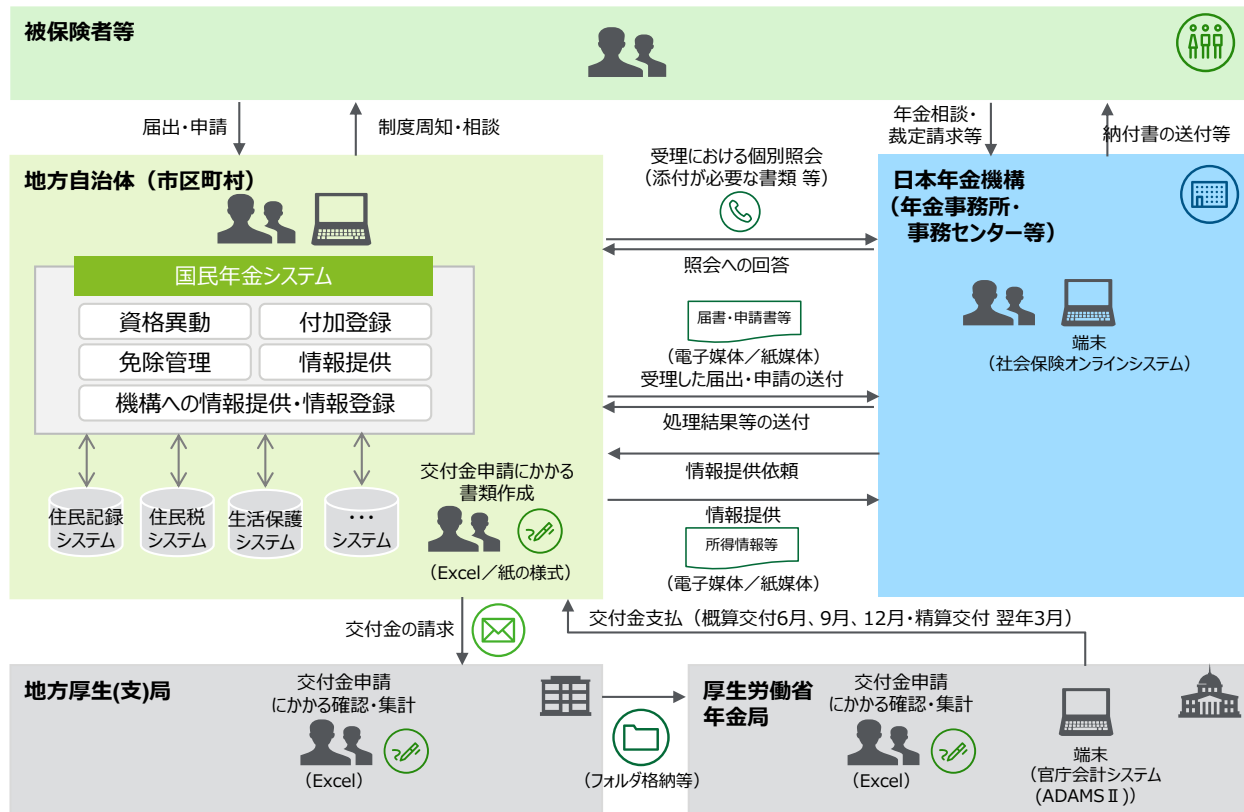 被保険者等
届出・申請
制度周知・相談
年金相談・
裁定請求等
納付書の送付等
地方自治体（市区町村）
国民年金システム
資格異動
付加登録
免除管理
情報提供
機構への情報提供・情報登録
住民記録
システム
住民税
システム
生活保護
システム
・・・
システム
交付金申請にかかる
書類作成
（Excel／紙の様式）
受理における個別照会
（添付が必要な書類 等）
照会への回答
届書・申請書等
（電子媒体／紙媒体）
受理した届出・申請の送付
処理結果等の送付
情報提供依頼
情報提供
所得情報等
（電子媒体／紙媒体）
日本年金機構
（年金事務所・
事務センター等）
端末
（社会保険オンラインシステム）
交付金の請求
交付金支払（概算交付6月、9月、12月・精算交付 翌年3月）
地方厚生(支)局
交付金申請
にかかる確認・集計
（Excel）
（フォルダ格納等）
厚生労働省
年金局
交付金申請
にかかる確認・集計
（Excel）
端末
（官庁会計システム
(ADAMSⅡ)）